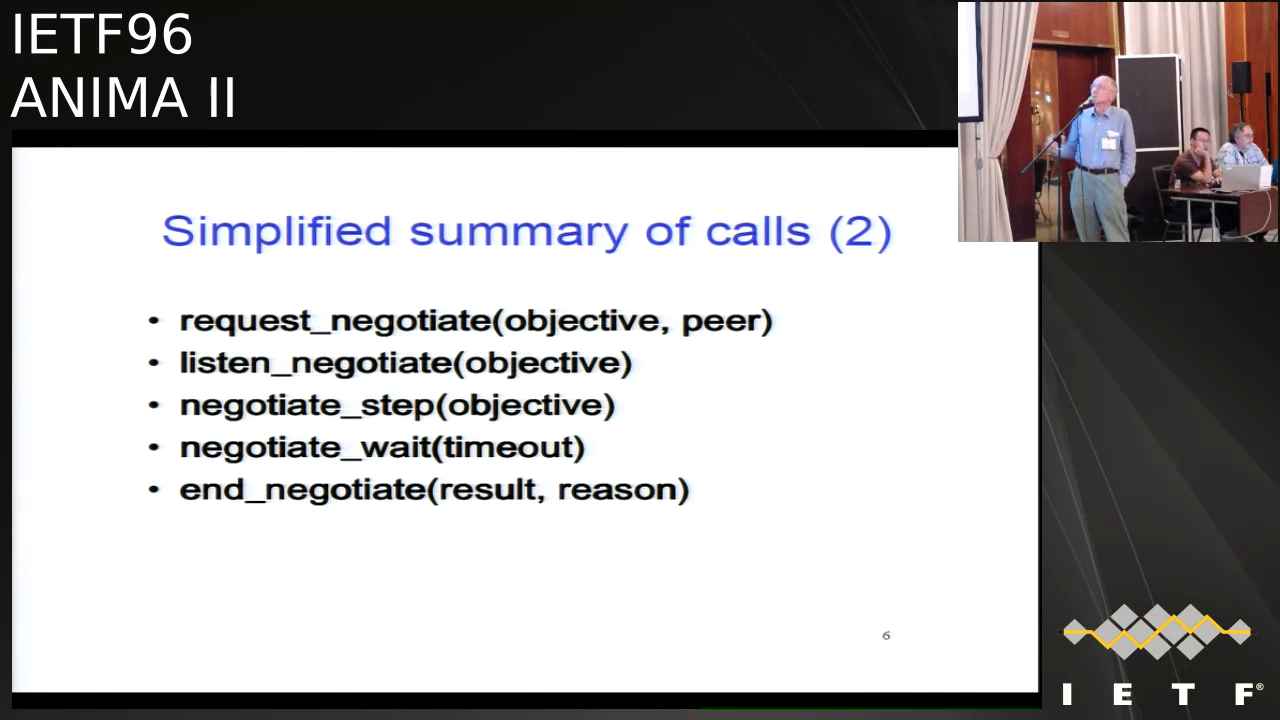 IETF96
ANIMA II
Simplified summary of calls (2)
• request_negotiate(objective, peer)
• listen_negotiate(objective)
• negotiate_step(objective)
• negotiate_wait(timeout)
• end_negotiate(result, reason)
6
I E T F®